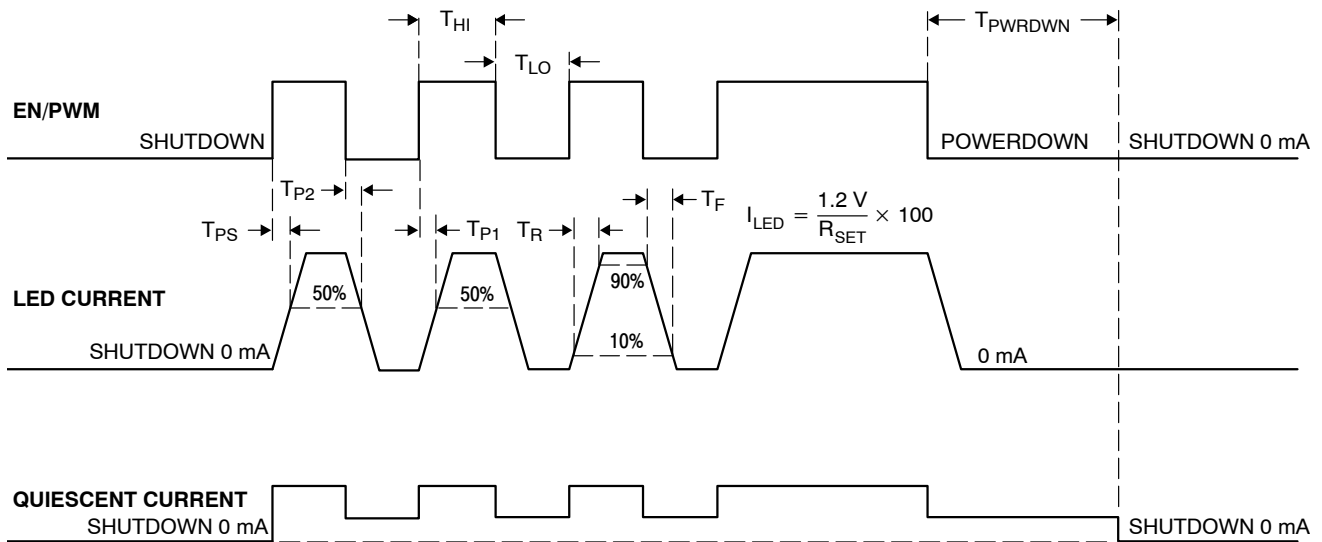 T_HI
T_PWRDWN
T_LO
EN/PWM
SHUTDOWN
POWERDOWN
SHUTDOWN 0 mA
T_P2
T_F
I_LED = 1.2 V / R_SET × 100
T_PS
T_P1
T_R
90%
LED CURRENT
50%
50%
10%
SHUTDOWN 0 mA
0 mA
QUIESCENT CURRENT
SHUTDOWN 0 mA
SHUTDOWN 0 mA